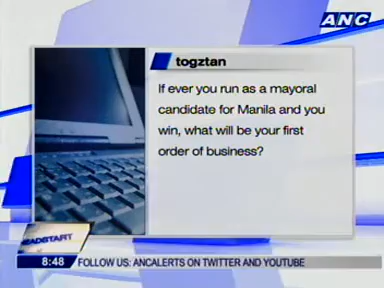 ANC
togztan
If ever you run as a mayoral
candidate for Manila and you
win, what will be your first
order of business?
HEADSTART
8:48 FOLLOW US: ANCALERTS ON TWITTER AND YOUTUBE